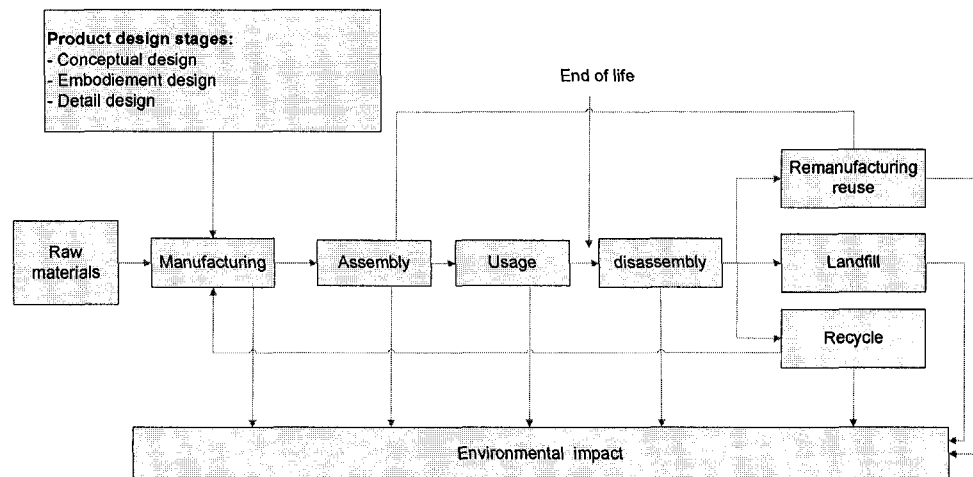 Product design stages:
- Conceptual design
- Embodiement design
- Detail design
End of life
Remanufacturing
reuse
Raw
materials
Manufacturing
Assembly
Usage
disassembly
Landfill
Recycle
Environmental impact